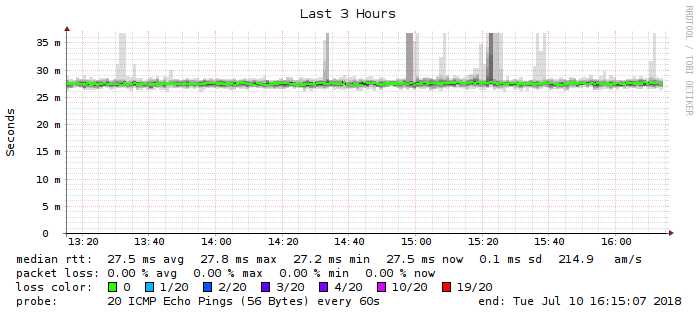 Last 3 Hours
RRDTOOL / TOBI OETIKER
Seconds
35 m
30 m
25 m
20 m
15 m
10 m
5 m
0
13:20 13:40 14:00 14:20 14:40 15:00 15:20 15:40 16:00
median rtt: 27.5 ms avg 27.8 ms max 27.2 ms min 27.5 ms now 0.1 ms sd 214.9 am/s
packet loss: 0.00 % avg 0.00 % max 0.00 % min 0.00 % now
loss color: 0 1/20 2/20 3/20 4/20 10/20 19/20
probe: 20 ICMP Echo Pings (56 Bytes) every 60s end: Tue Jul 10 16:15:07 2018